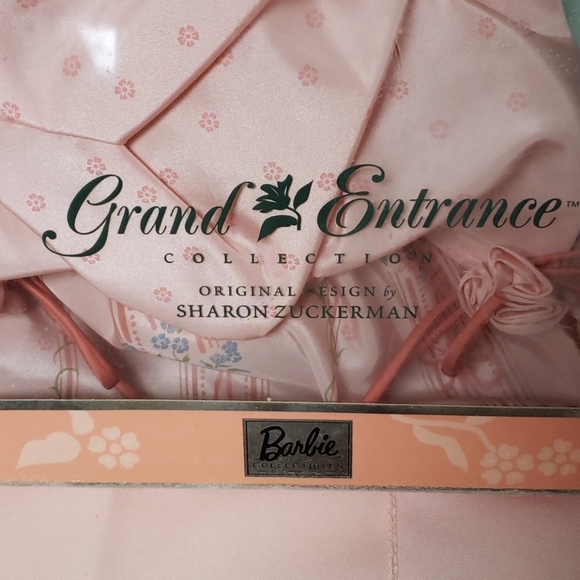 Grand Entrance™
COLLECTION
ORIGINAL DESIGN by
SHARON ZUCKERMAN
Barbie
COLLECTIBLES